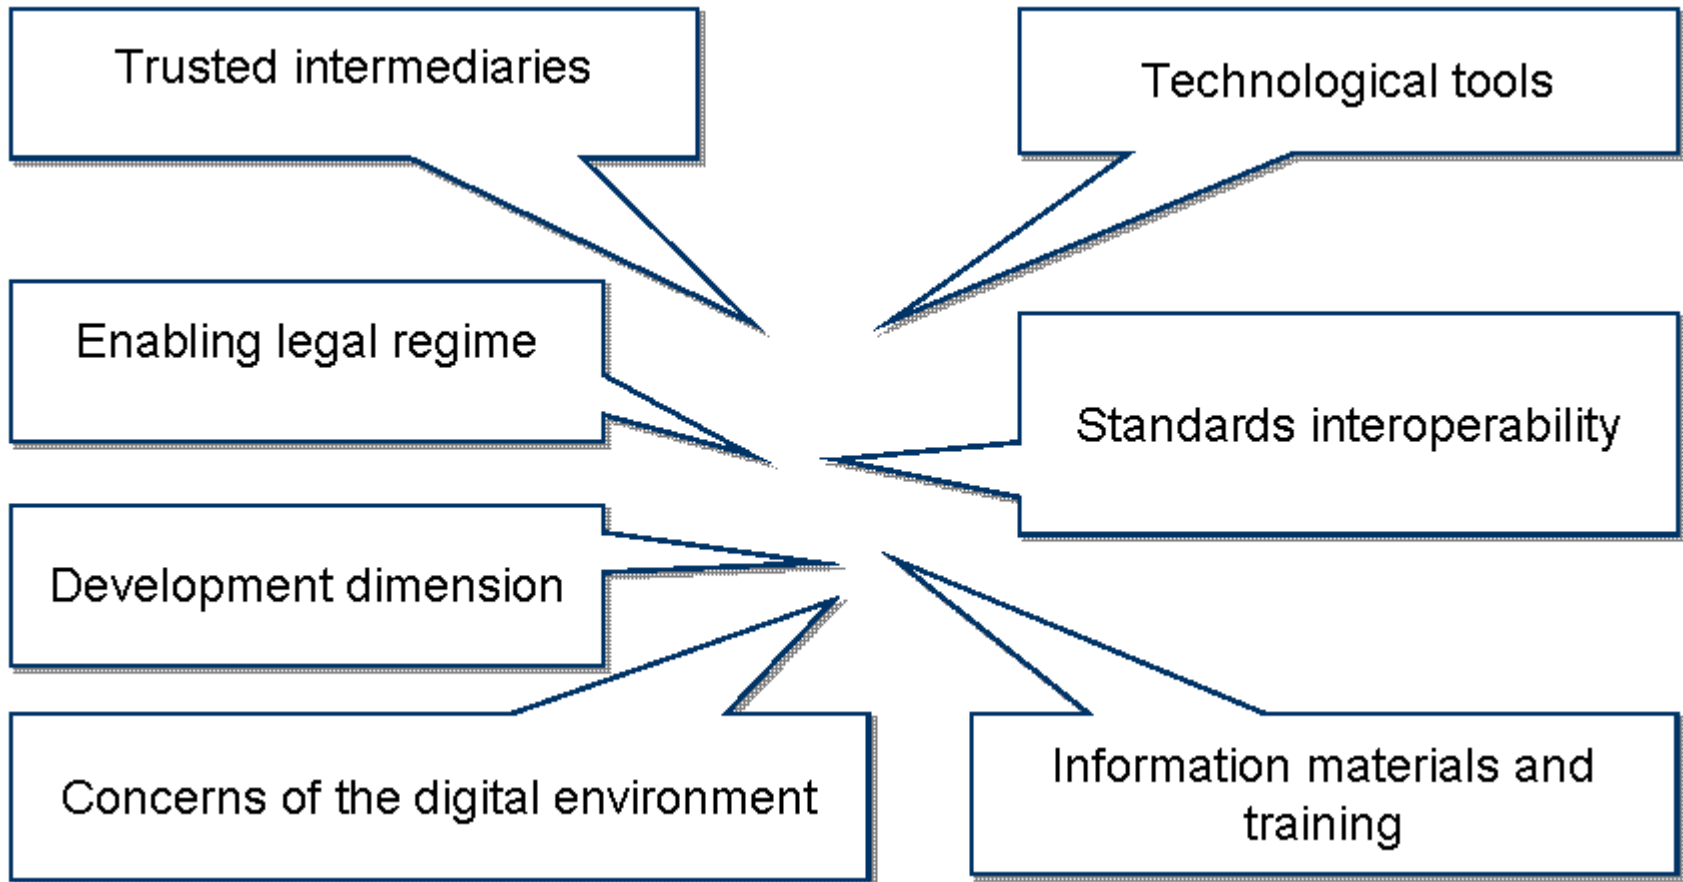 Trusted intermediaries
Technological tools
Enabling legal regime
Standards interoperability
Development dimension
Concerns of the digital environment
Information materials and
training